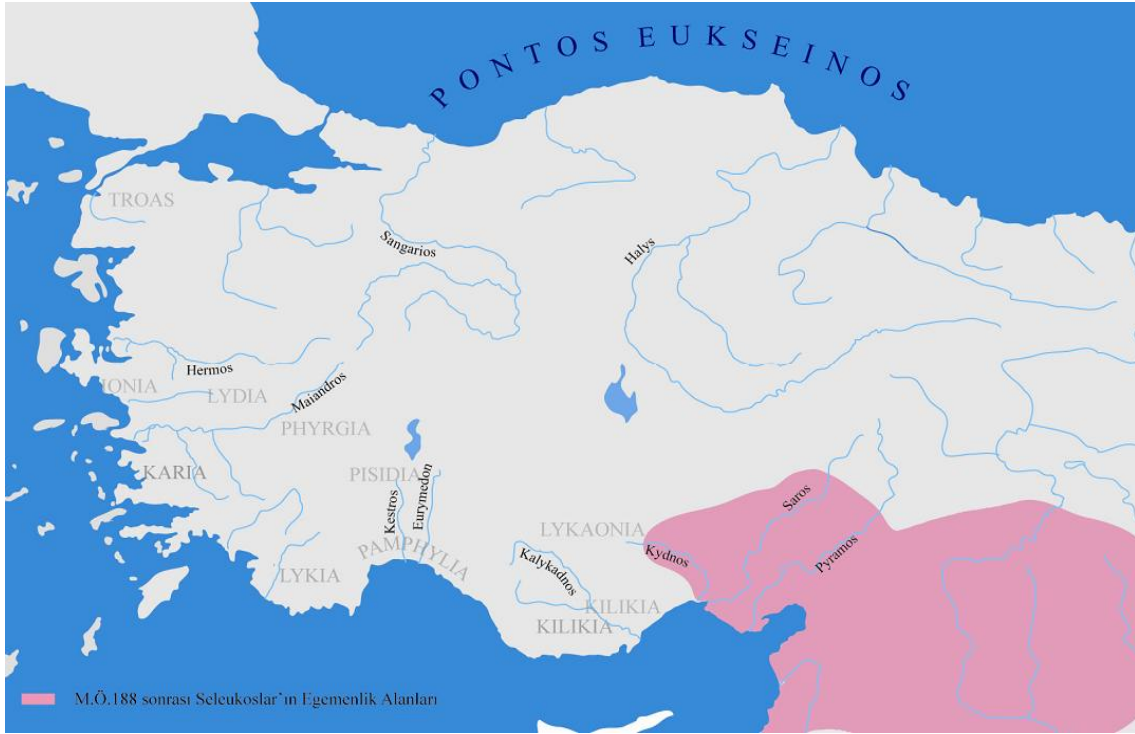 PONTOS EUKSEINOS
TROAS
Sangarios
Halys
Hermos
IONIA
LYDIA
Maiandros
PHYRGIA
KARIA
PISIDIA
Kestros
Eurymedon
Saros
LYKAONIA
PAMPHYLIA
Kydnos
Pyramos
Kalykadnos
LYKIA
KILIKIA
KILIKIA
M.Ö.188 sonrası Seleukoslar'ın Egemenlik Alanları